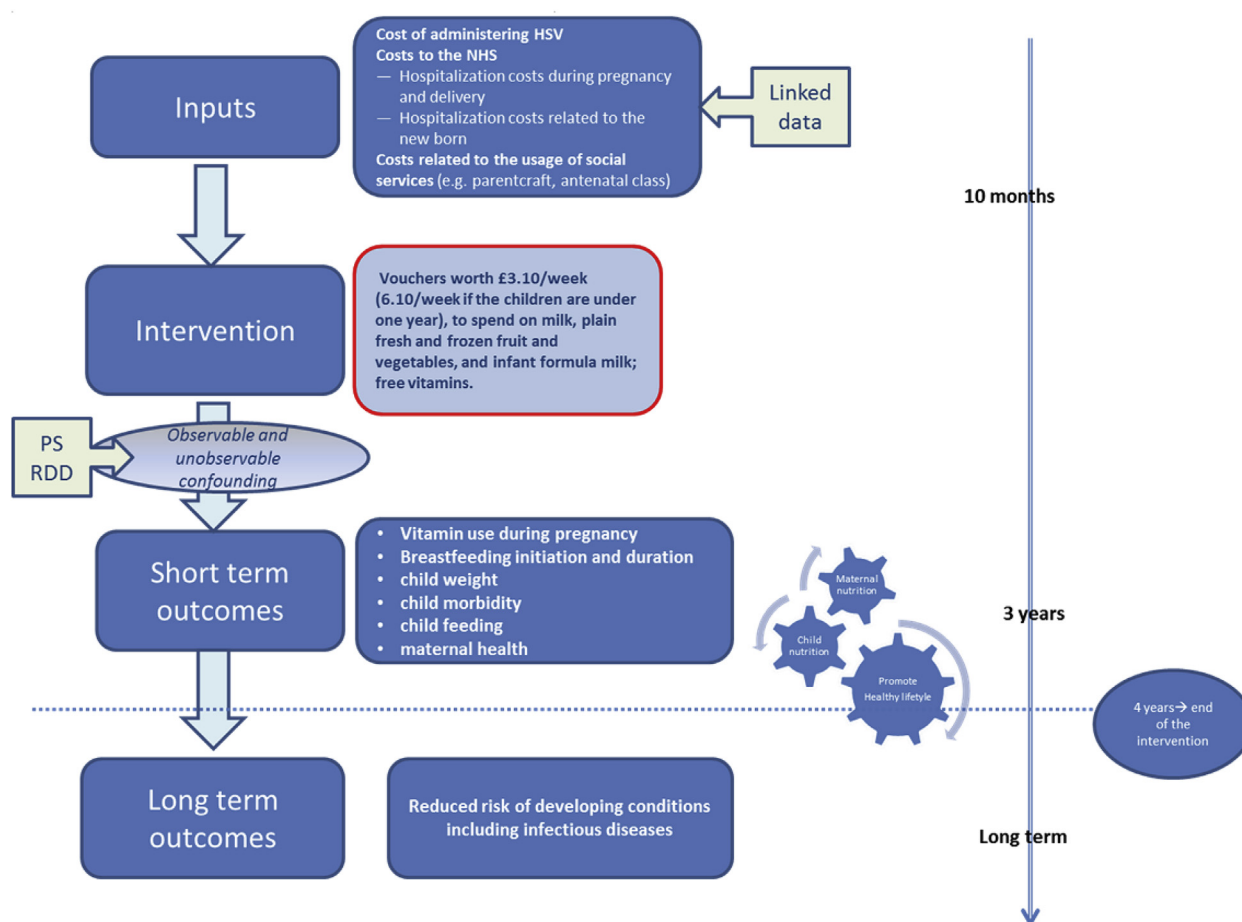 Inputs
Cost of administering HSV
Costs to the NHS
— Hospitalization costs during pregnancy
and delivery
— Hospitalization costs related to the
new born
Costs related to the usage of social
services (e.g. parentcraft, antenatal class)
Linked
data
10 months
Intervention
Vouchers worth £3.10/week
(6.10/week if the children are under
one year), to spend on milk, plain
fresh and frozen fruit and
vegetables, and infant formula milk;
free vitamins.
PS
RDD
Observable and
unobservable
confounding
Short term
outcomes
• Vitamin use during pregnancy
• Breastfeeding initiation and duration
• child weight
• child morbidity
• child feeding
• maternal health
Maternal
nutrition
Child
nutrition
Promote
Healthy lifetyle
3 years
4 years→ end
of the
intervention
Long term
outcomes
Reduced risk of developing conditions
including infectious diseases
Long term